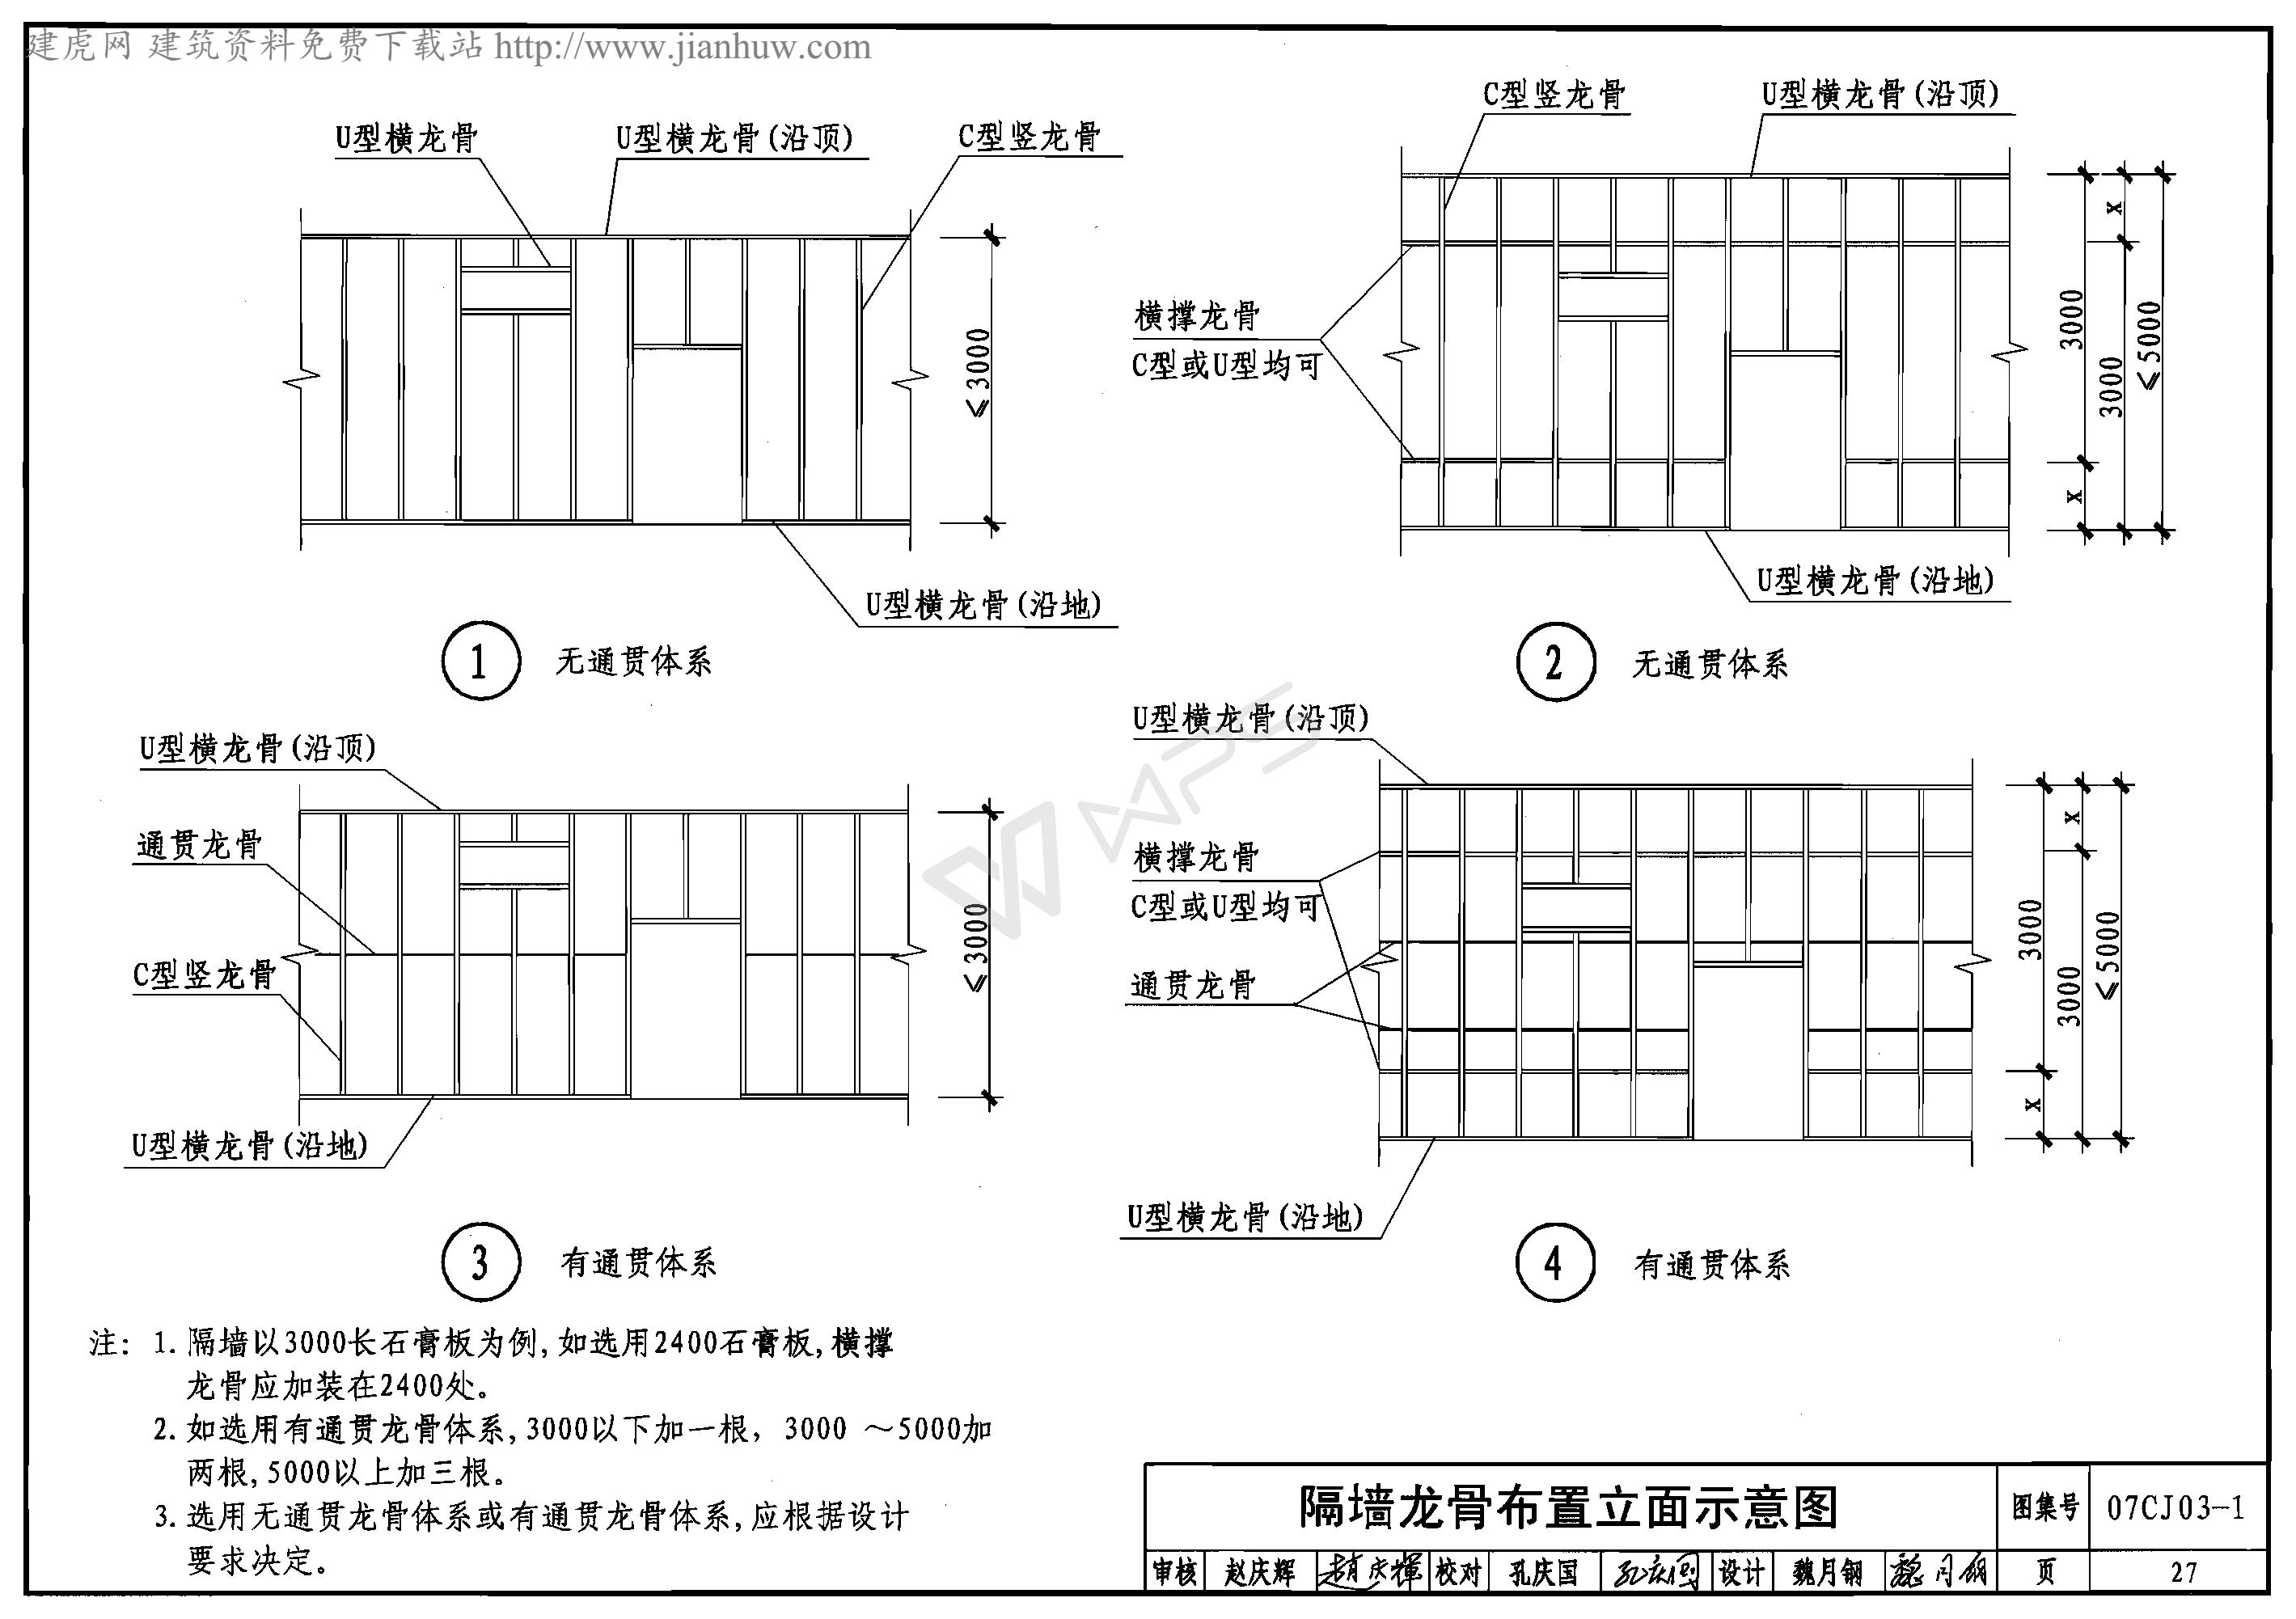 建虎网 建筑资料免费下载站 http://www.jianhuw.com
U型横龙骨
U型横龙骨(沿顶)
C型竖龙骨
≤3000
U型横龙骨(沿地)
1 无通贯体系
C型竖龙骨
U型横龙骨(沿顶)
横撑龙骨
C型或U型均可
x
3000
3000
≤5000
x
U型横龙骨(沿地)
2 无通贯体系
U型横龙骨(沿顶)
通贯龙骨
C型竖龙骨
≤3000
U型横龙骨(沿地)
3 有通贯体系
U型横龙骨(沿顶)
横撑龙骨
C型或U型均可
通贯龙骨
x
3000
3000
≤5000
x
U型横龙骨(沿地)
4 有通贯体系
WPS
注: 1. 隔墙以3000长石膏板为例,如选用2400石膏板,横撑
龙骨应加装在2400处。
2. 如选用有通贯龙骨体系,3000以下加一根, 3000 ～5000加
两根,5000以上加三根。
3. 选用无通贯龙骨体系或有通贯龙骨体系,应根据设计
要求决定。
隔墙龙骨布置立面示意图 图集号 07CJ03-1
审核 赵庆辉 赵庆辉 校对 孔庆国 孔庆国 设计 魏月钢 魏月钢 页 27